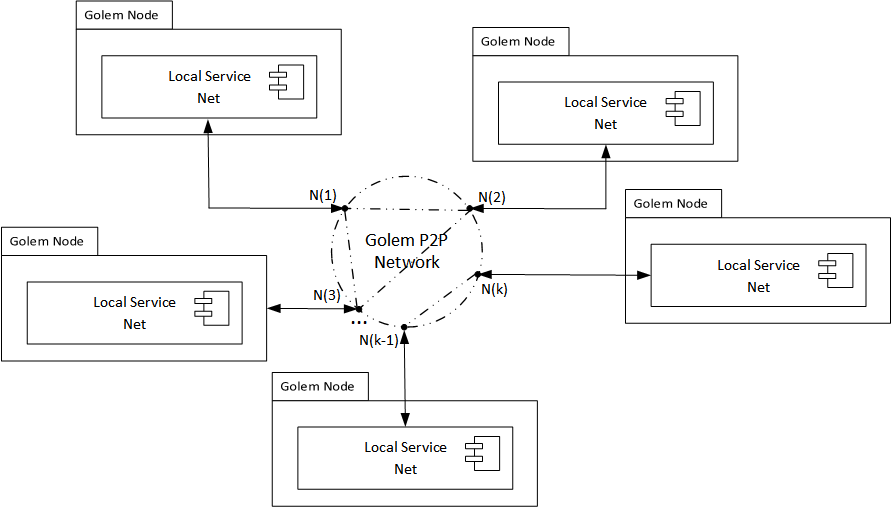 Golem Node
Local Service
Net
Golem Node
Local Service
Net
N(1)
N(2)
Golem Node
Local Service
Net
Golem P2P
Network
Golem Node
Local Service
Net
N(3)
...
N(k)
N(k-1)
Golem Node
Local Service
Net